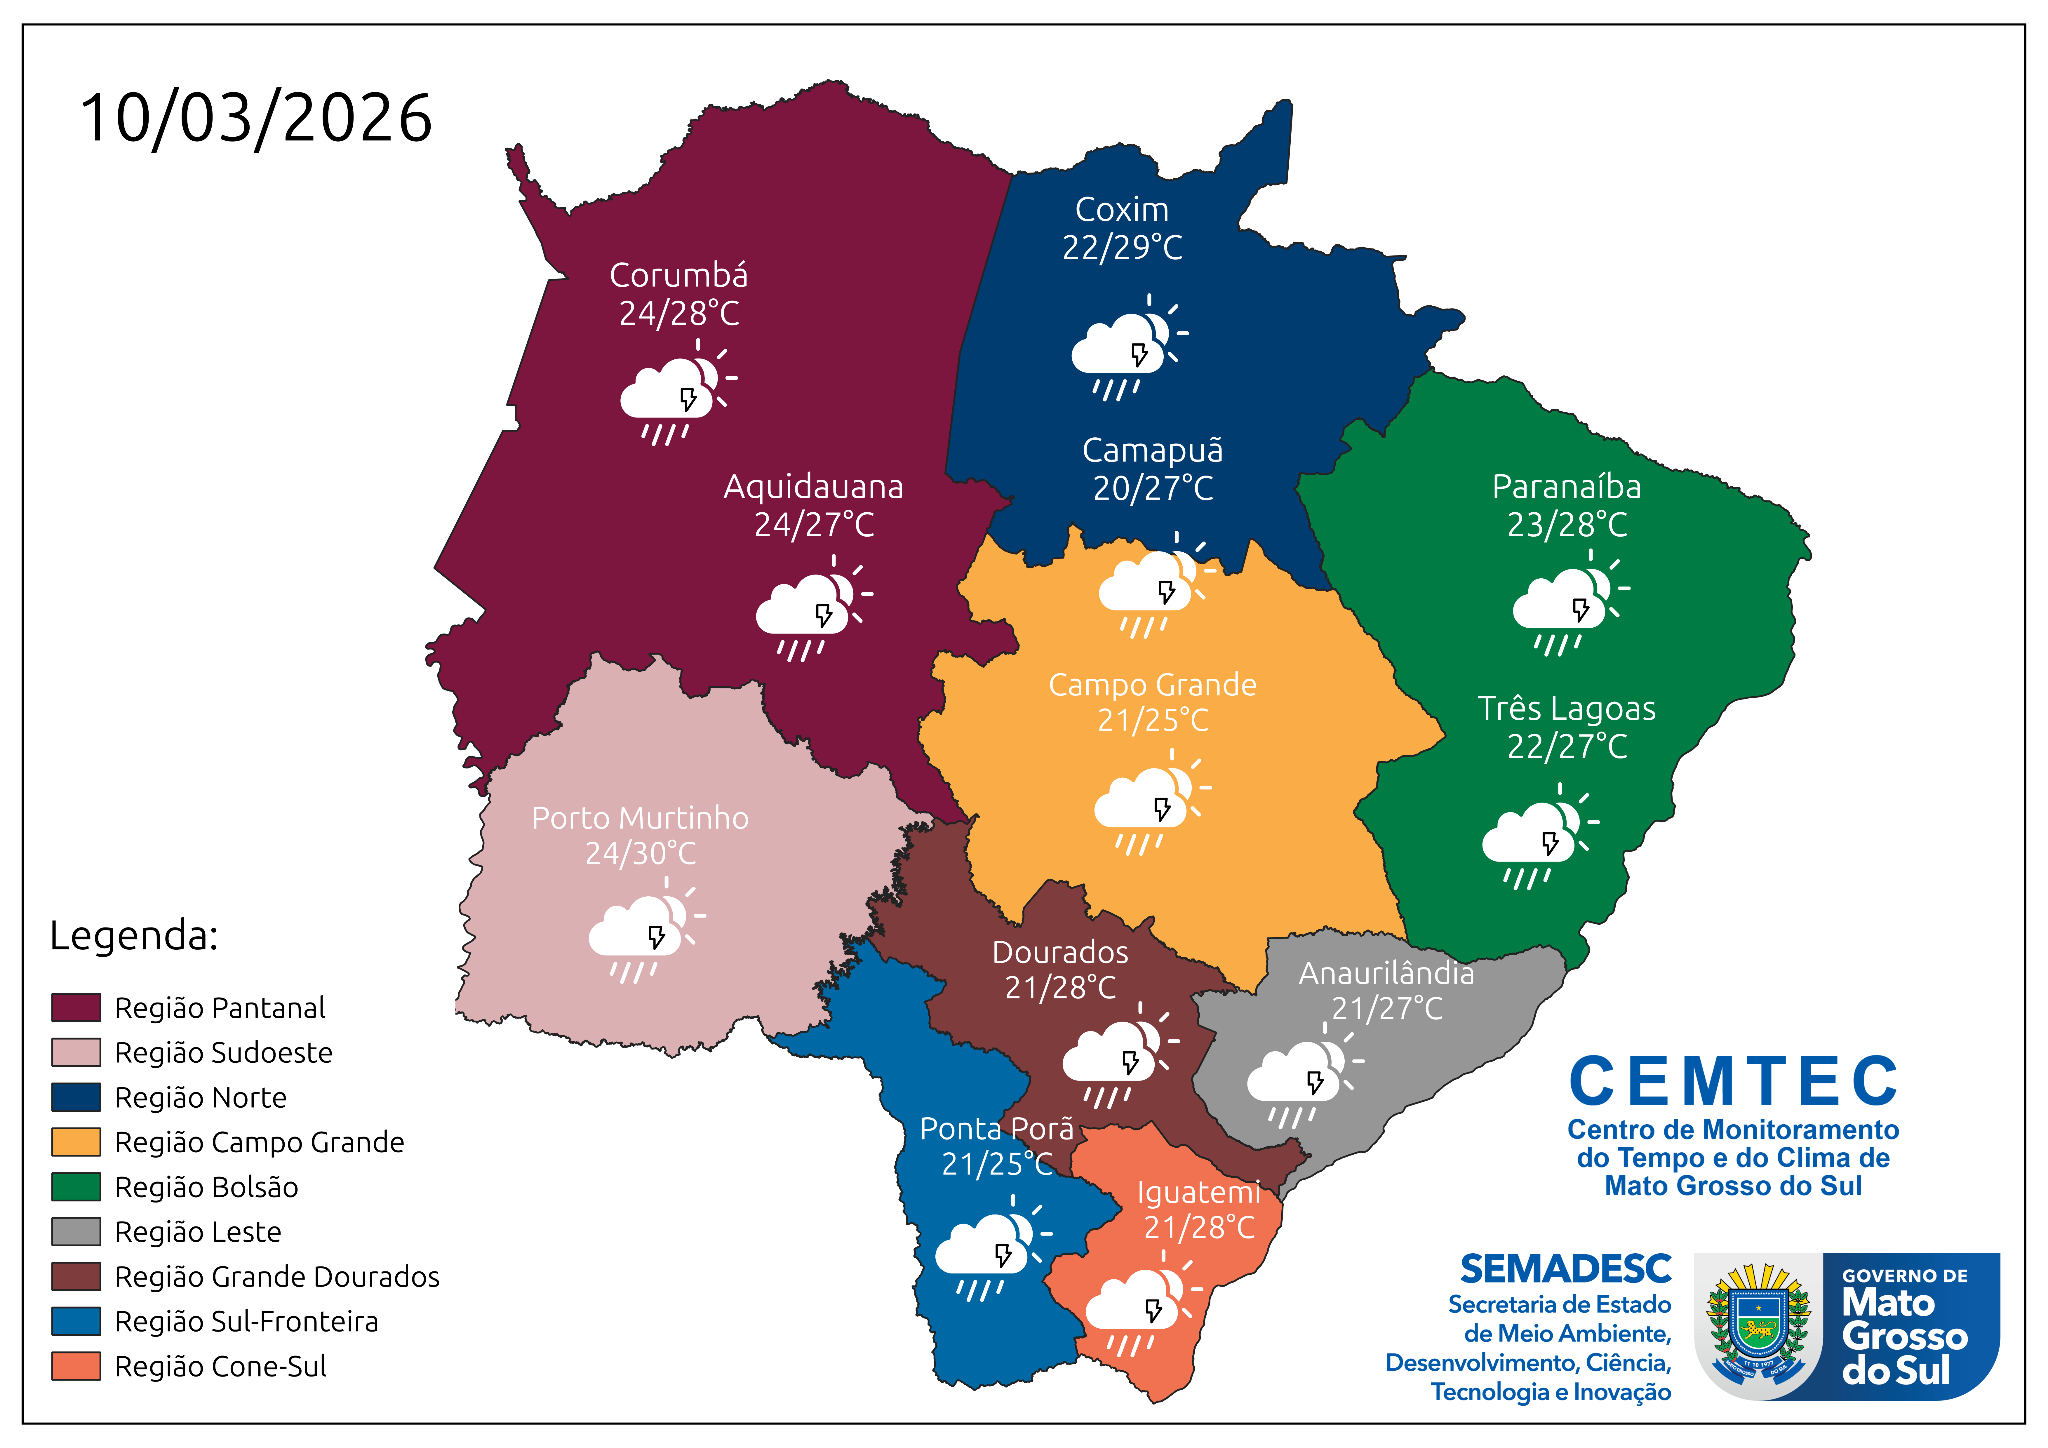 10/03/2026
Coxim
22/29°C
Corumbá
24/28°C
Camapuã
20/27°C
Aquidauana
24/27°C
Paranaíba
23/28°C
Campo Grande
21/25°C
Três Lagoas
22/27°C
Porto Murtinho
24/30°C
Dourados
21/28°C
Anaurilândia
21/27°C
Ponta Porã
21/25°C
Iguatemi
21/28°C
Legenda:
Região Pantanal
Região Sudoeste
Região Norte
Região Campo Grande
Região Bolsão
Região Leste
Região Grande Dourados
Região Sul-Fronteira
Região Cone-Sul
CEMTEC
Centro de Monitoramento
do Tempo e do Clima de
Mato Grosso do Sul
SEMADESC
Secretaria de Estado
de Meio Ambiente,
Desenvolvimento, Ciência,
Tecnologia e Inovação
GOVERNO DE
Mato
Grosso
do Sul